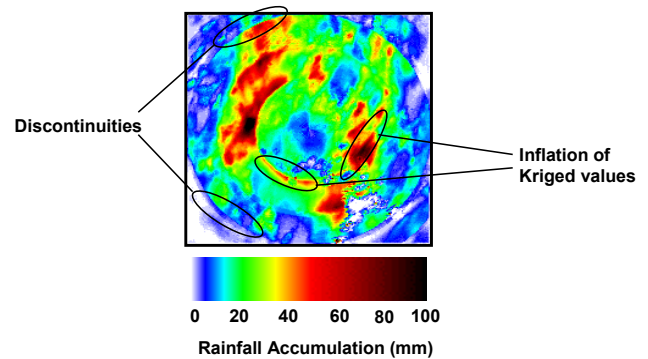 Discontinuities
Inflation of
Kriged values
0 20 40 60 80 100
Rainfall Accumulation (mm)